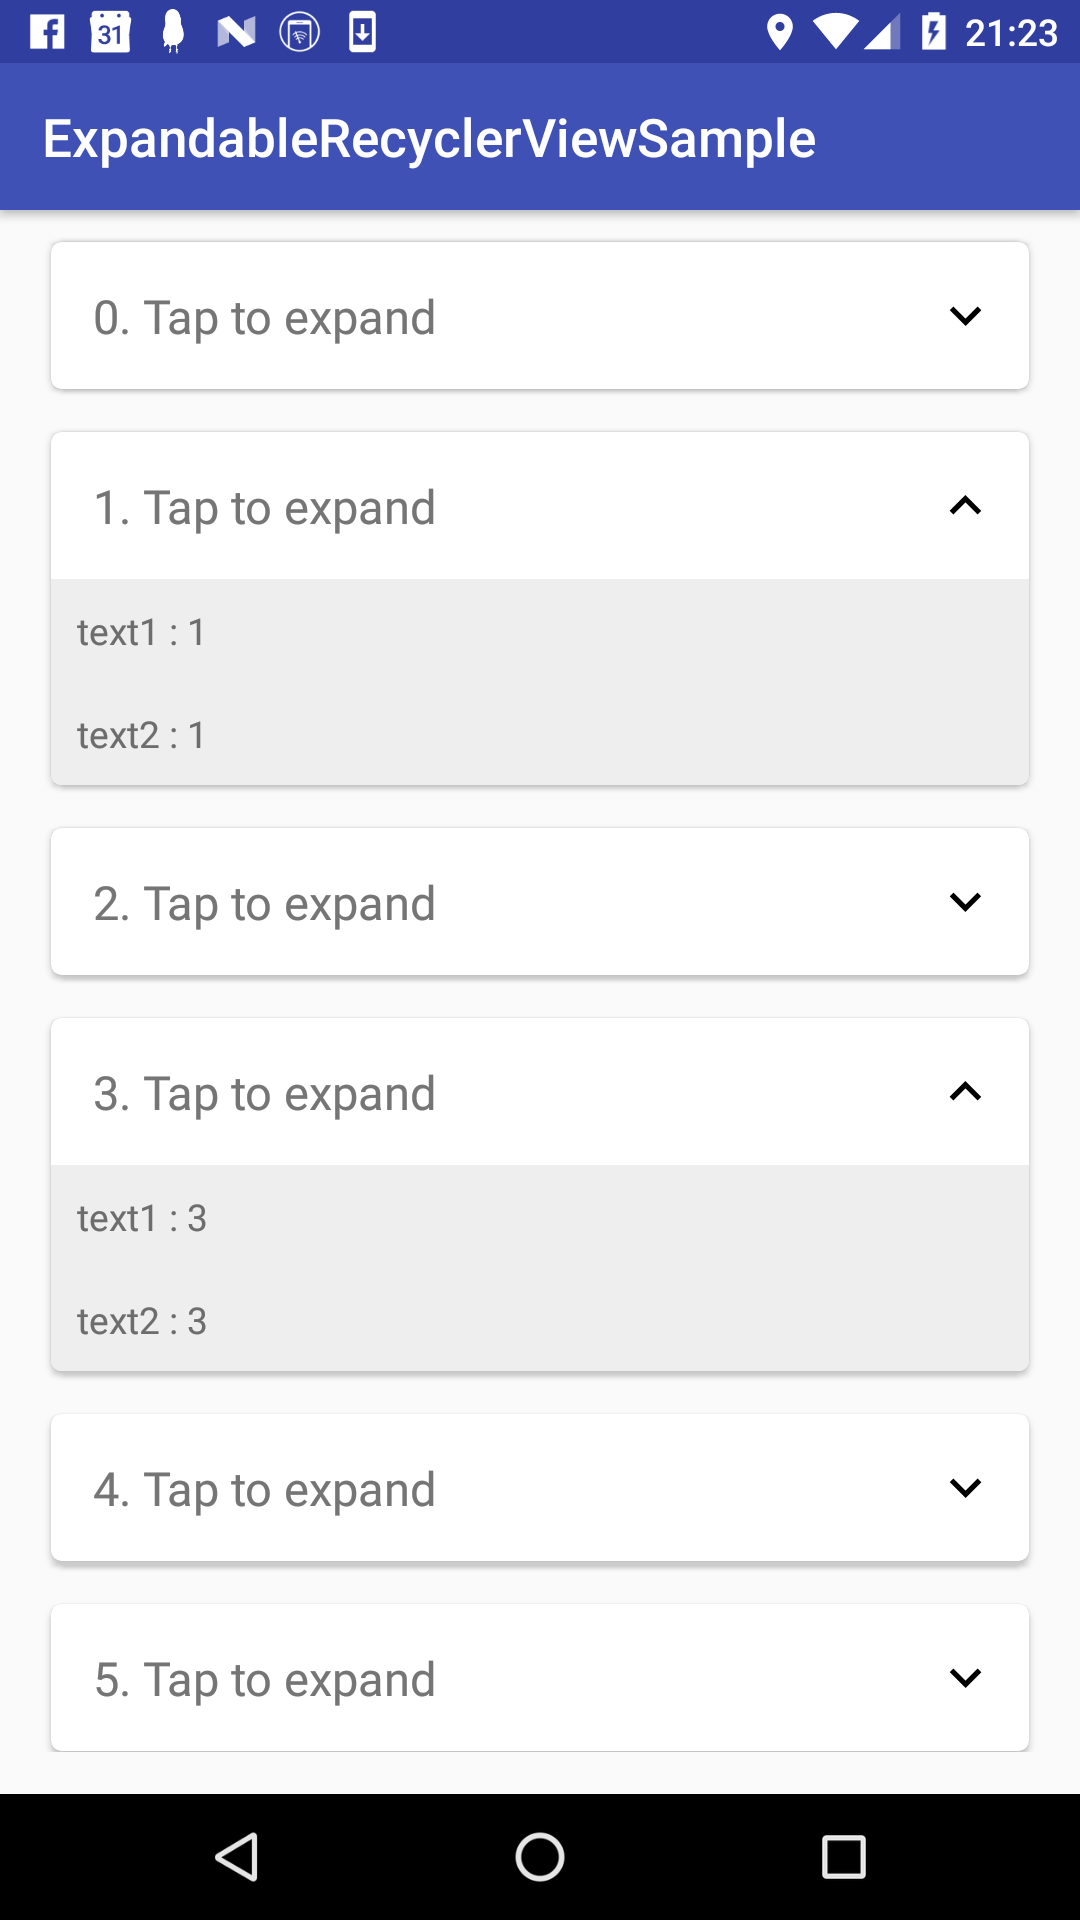 31
21:23
ExpandableRecyclerViewSample
0. Tap to expand
1. Tap to expand
text1 : 1
text2 : 1
2. Tap to expand
3. Tap to expand
text1 : 3
text2 : 3
4. Tap to expand
5. Tap to expand